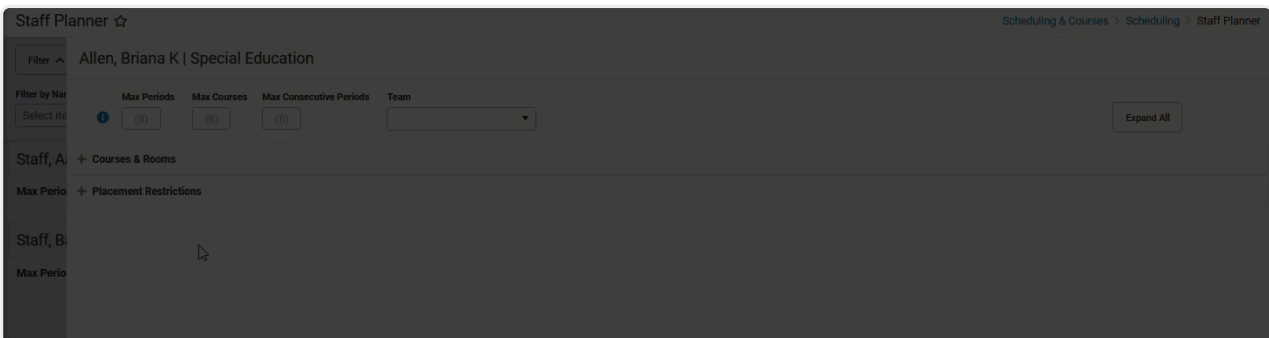 Staff Planner
Scheduling & Courses > Scheduling > Staff Planner
Filter
Allen, Briana K | Special Education
Filter by Nar
Max Periods Max Courses Max Consecutive Periods Team
Select ite
(8) (8) (8)
Expand All
Staff, A
Courses & Rooms
Max Perio
Placement Restrictions
Staff, Ba
Max Perio